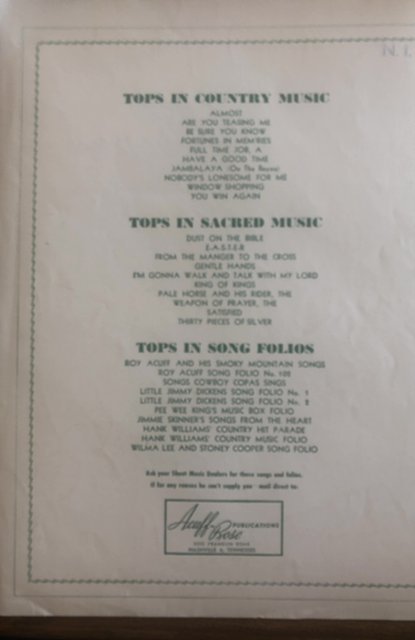 N.
TOPS IN COUNTRY MUSIC
ALMOST
ARE YOU TEASING ME
BE SURE YOU KNOW
FORTUNES IN MEM'RIES
FULL TIME JOB, A
HAVE A GOOD TIME
JAMBALAYA (On The Bayou)
NOBODY'S LONESOME FOR ME
WINDOW SHOPPING
YOU WIN AGAIN
TOPS IN SACRED MUSIC
DUST ON THE BIBLE
E-A-S-T-E-R
FROM THE MANGER TO THE CROSS
GENTLE HANDS
I'M GONNA WALK AND TALK WITH MY LORD
KING OF KINGS
PALE HORSE AND HIS RIDER, THE
WEAPON OF PRAYER, THE
SATISFIED
THIRTY PIECES OF SILVER
TOPS IN SONG FOLIOS
ROY ACUFF AND HIS SMOKY MOUNTAIN SONGS
ROY ACUFF SONG FOLIO No.
SONGS COWBOY COPAS SINGS
LITTLE JIMMY DICKENS SONG FOLIO No. 1
LITTLE JIMMY DICKENS SONG FOLIO No. 2
PEE WEE KING'S MUSIC BOX FOLIO
JIMMIE SKINNER'S SONGS FROM THE HEART
HANK WILLIAMS' COUNTRY HIT PARADE
HANK WILLIAMS' COUNTRY MUSIC FOLIO
WILMA LEE AND STONEY COOPER SONG FOLIO
Ask your Sheet Music Dealers for these songs and folios.
If for any reason he can't supply you - mail direct to:
Acuff-Rose PUBLICATIONS
FRANKLIN ROAD
NASHVILLE 4, TENNESSEE